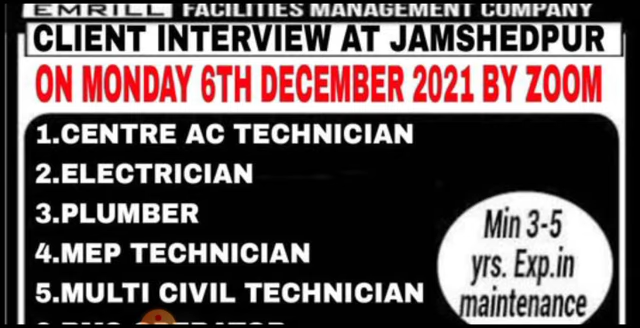 EMRILL FACILITIES MANAGEMENT COMPANY
CLIENT INTERVIEW AT JAMSHEDPUR
ON MONDAY 6TH DECEMBER 2021 BY ZOOM
1.CENTRE AC TECHNICIAN
2.ELECTRICIAN
3.PLUMBER
4.MEP TECHNICIAN
5.MULTI CIVIL TECHNICIAN
Min 3-5
yrs. Exp.in
maintenance